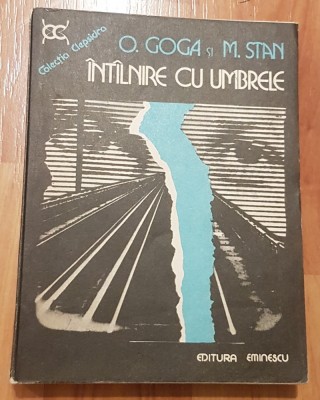 Colecția Clepsidra
O. GOGA ȘI M. STAN
ÎNTÎLNIRE CU UMBRELE
EDITURA EMINESCU